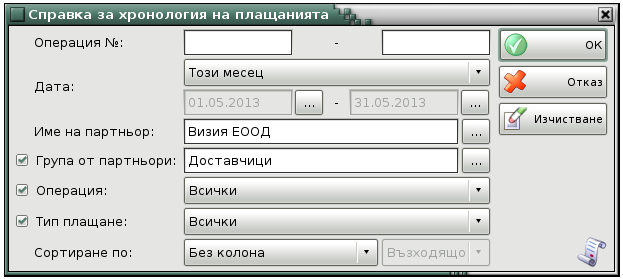 Справка за хронология на плащанията
Операция №: -
ОК
Този месец
Дата:
Отказ
01.05.2013 ... - 31.05.2013 ...
Изчистване
Име на партньор: Визия ЕООД ...
Група от партньори: Доставчици ...
Операция: Всички
Тип плащане: Всички
Сортиране по: Без колона Възходящо